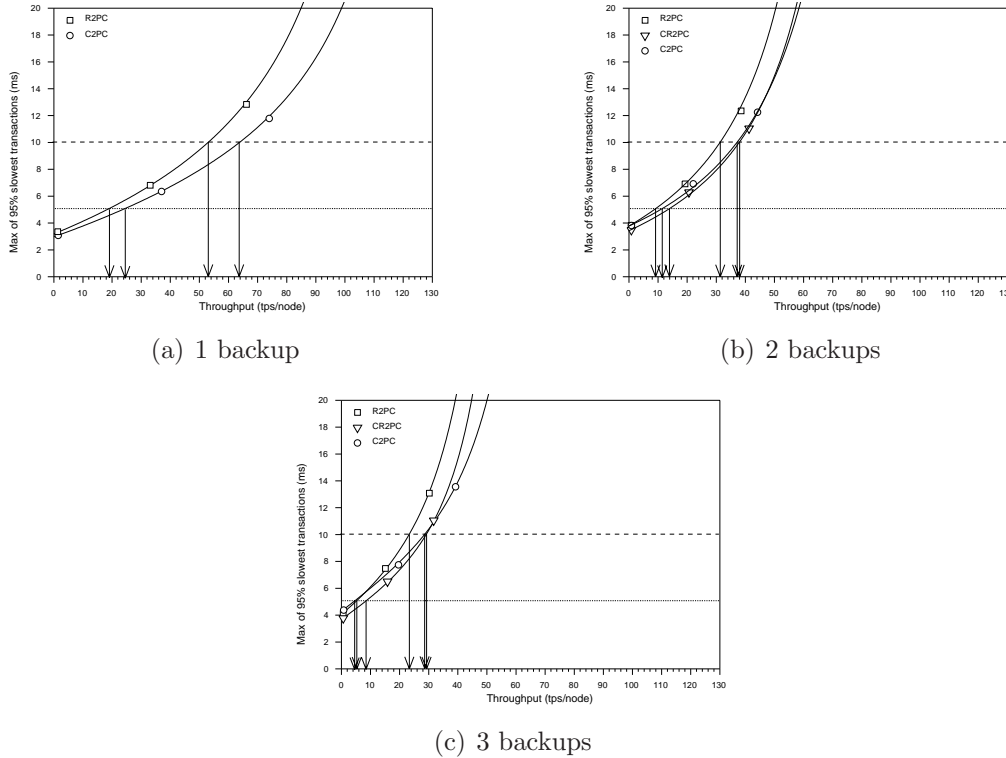 20
18
16
14
12
10
8
6
4
2
0
Max of 95% slowest transactions (ms)
R2PC
C2PC
0 10 20 30 40 50 60 70 80 90 100 110 120 130
Throughput (tps/node)
(a) 1 backup
20
18
16
14
12
10
8
6
4
2
0
Max of 95% slowest transactions (ms)
R2PC
CR2PC
C2PC
0 10 20 30 40 50 60 70 80 90 100 110 120 130
Throughput (tps/node)
(b) 2 backups
20
18
16
14
12
10
8
6
4
2
0
Max of 95% slowest transactions (ms)
R2PC
CR2PC
C2PC
0 10 20 30 40 50 60 70 80 90 100 110 120 130
Throughput (tps/node)
(c) 3 backups